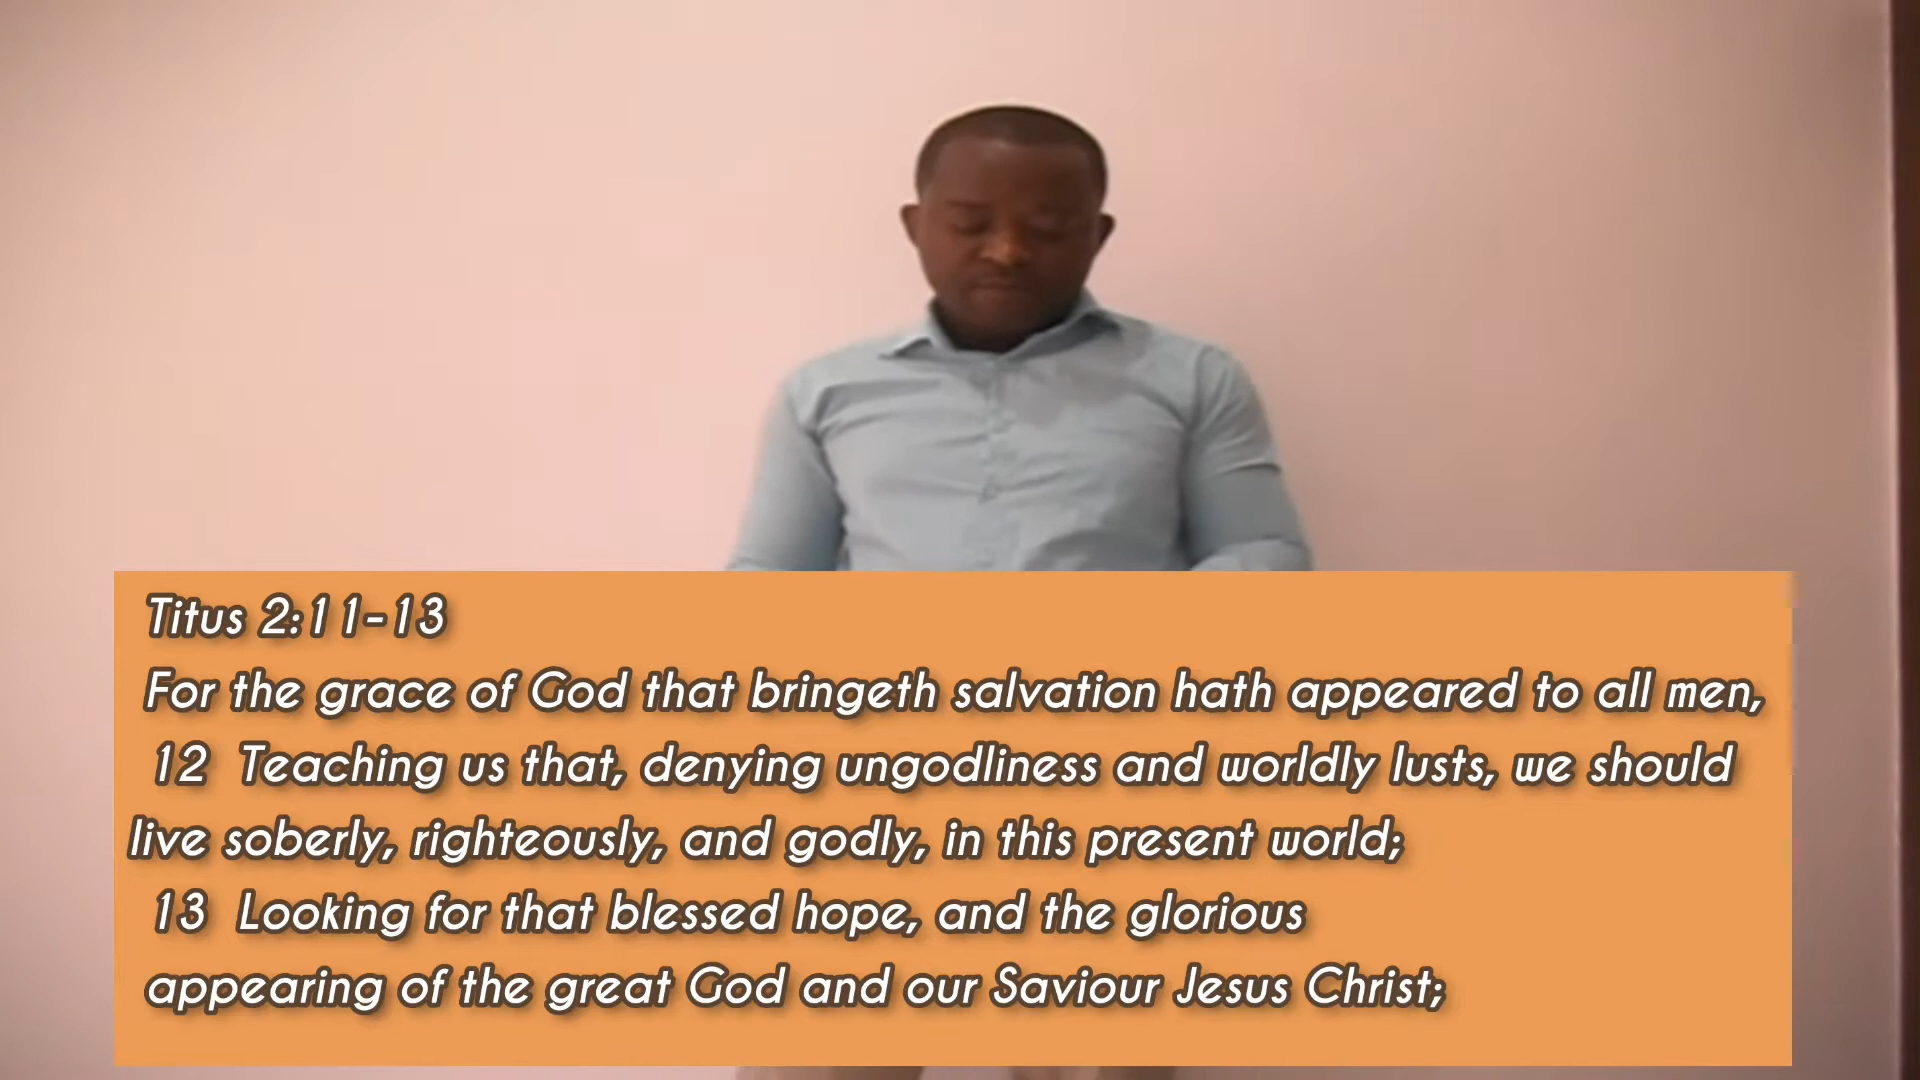 Titus 2:11-13
For the grace of God that bringeth salvation hath appeared to all men,
12 Teaching us that, denying ungodliness and worldly lusts, we should
live soberly, righteously, and godly, in this present world;
13 Looking for that blessed hope, and the glorious
appearing of the great God and our Saviour Jesus Christ;